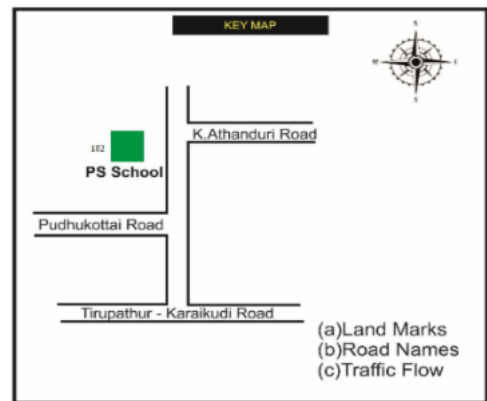 KEY MAP
N
W
E
S
K.Athanduri Road
182
PS School
Pudhukottai Road
Tirupathur - Karaikudi Road
(a)Land Marks
(b)Road Names
(c)Traffic Flow